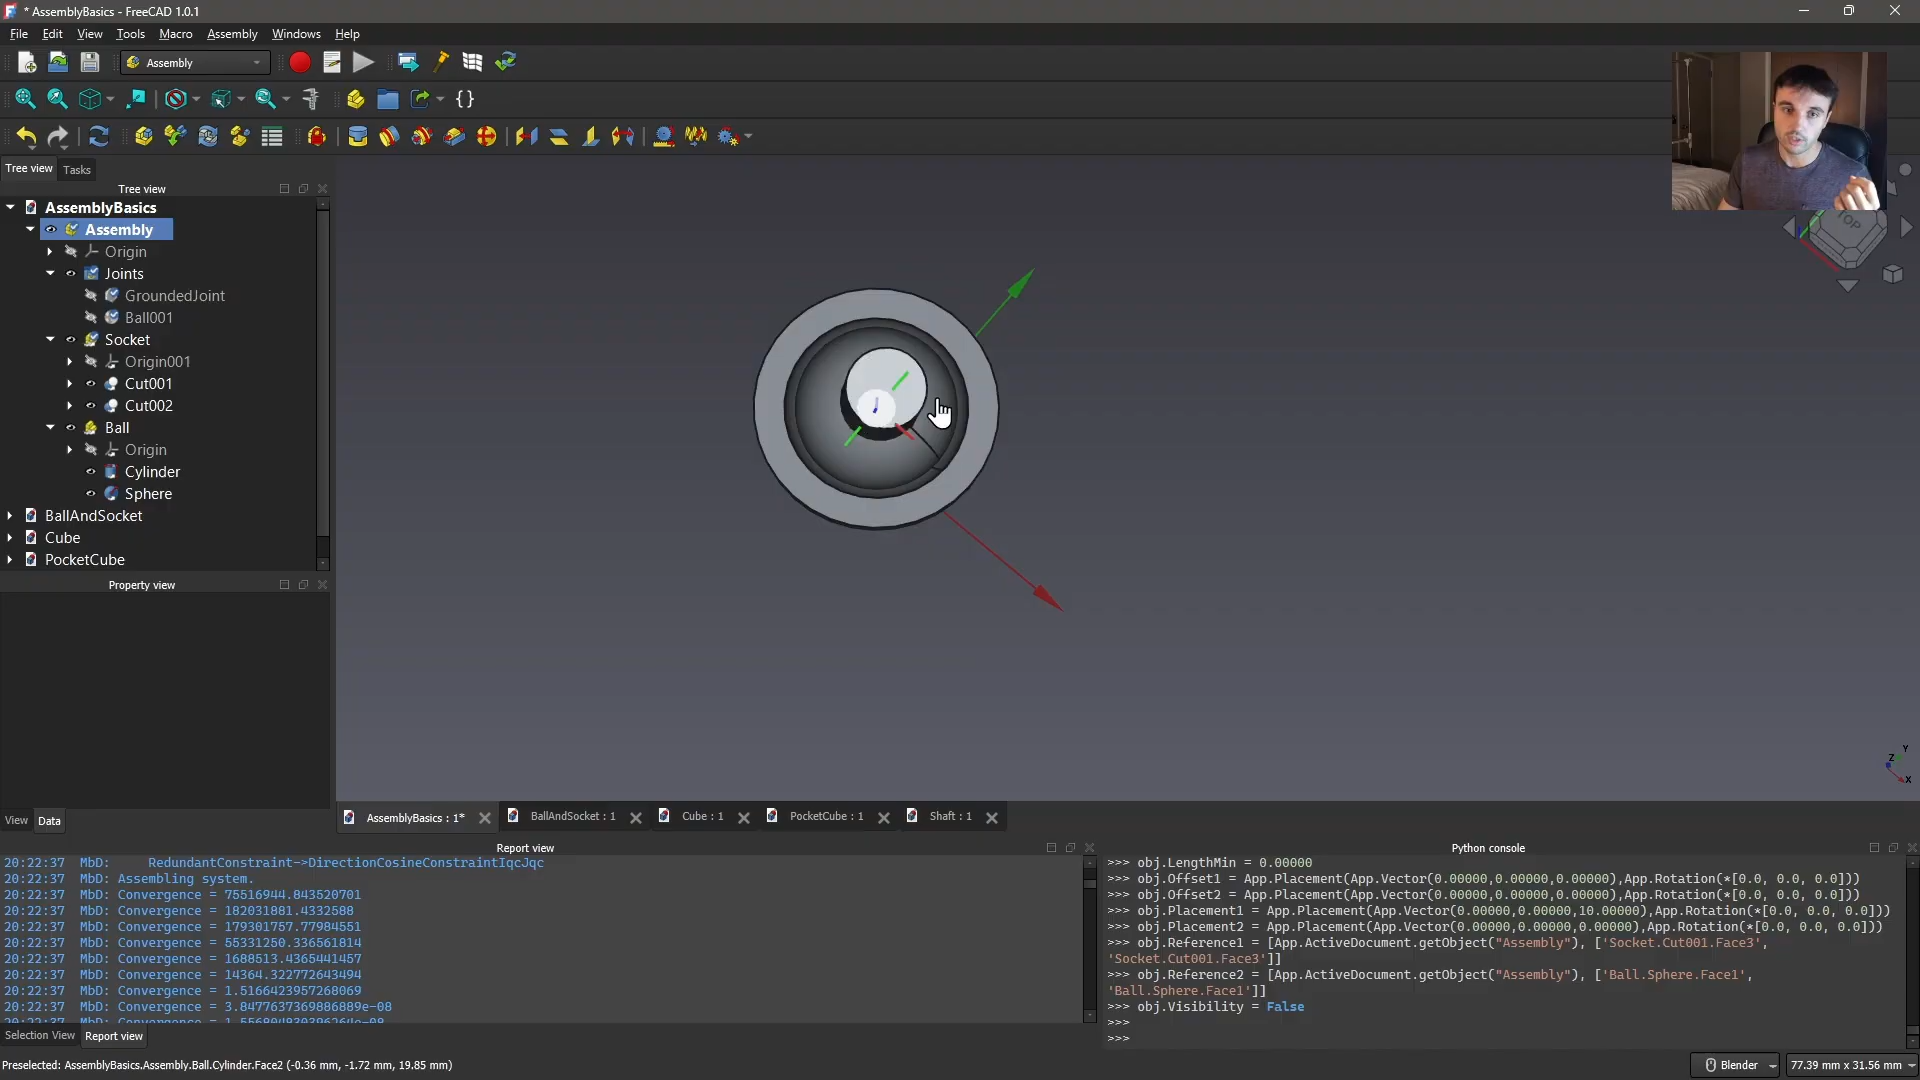 * AssemblyBasics - FreeCAD 1.0.1
File Edit View Tools Macro Assembly Windows Help
Assembly
Tree view Tasks
Tree view
AssemblyBasics
Assembly
Origin
Joints
GroundedJoint
Ball001
Socket
Origin001
Cut001
Cut002
Ball
Origin
Cylinder
Sphere
BallAndSocket
Cube
PocketCube
Property view
TOP
Y
Z
X
View Data
AssemblyBasics : 1* BallAndSocket : 1 Cube : 1 PocketCube : 1 Shaft : 1
Report view
20:22:37 MbD: RedundantConstraint->DirectionCosineConstraintIqcJqc
20:22:37 MbD: Assembling system.
20:22:37 MbD: Convergence = 75516944.843520701
20:22:37 MbD: Convergence = 182031881.4332588
20:22:37 MbD: Convergence = 179301757.77984551
20:22:37 MbD: Convergence = 55331250.336561814
20:22:37 MbD: Convergence = 1688513.4365441457
20:22:37 MbD: Convergence = 14364.322772643494
20:22:37 MbD: Convergence = 1.5166423957268069
20:22:37 MbD: Convergence = 3.8477637369886889e-08
Selection View Report view
Python console
>>> obj.LengthMin = 0.00000
>>> obj.Offset1 = App.Placement(App.Vector(0.00000,0.00000,0.00000),App.Rotation(*[0.0, 0.0, 0.0]))
>>> obj.Offset2 = App.Placement(App.Vector(0.00000,0.00000,0.00000),App.Rotation(*[0.0, 0.0, 0.0]))
>>> obj.Placement1 = App.Placement(App.Vector(0.00000,0.00000,10.00000),App.Rotation(*[0.0, 0.0, 0.0]))
>>> obj.Placement2 = App.Placement(App.Vector(0.00000,0.00000,0.00000),App.Rotation(*[0.0, 0.0, 0.0]))
>>> obj.Reference1 = [App.ActiveDocument.getObject("Assembly"), ['Socket.Cut001.Face3',
'Socket.Cut001.Face3']]
>>> obj.Reference2 = [App.ActiveDocument.getObject("Assembly"), ['Ball.Sphere.Face1',
'Ball.Sphere.Face1']]
>>> obj.Visibility = False
>>>
>>>
Preselected: AssemblyBasics.Assembly.Ball.Cylinder.Face2 (-0.36 mm, -1.72 mm, 19.85 mm)
Blender
77.39 mm x 31.56 mm